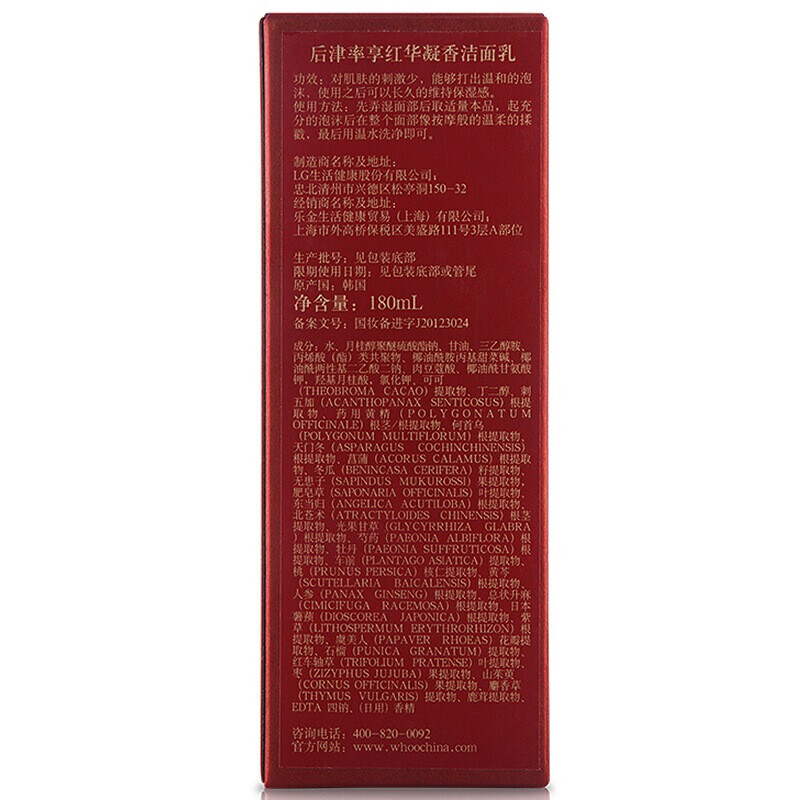 后津率享红华凝香洁面乳
功效：对肌肤的刺激少，能够打出温和的泡
沫，使用之后可以长久的维持保湿感。
使用方法：先弄湿面部后取适量本品，起充
分的泡沫后在整个面部像按摩般的温柔的揉
戳，最后用温水洗净即可。
制造商名称及地址：
LG生活健康股份有限公司；
忠北清州市兴德区松亭洞150-32
经销商名称及地址：
乐金生活健康贸易（上海）有限公司；
上海市外高桥保税区美盛路111号3层A部位
生产批号：见包装底部
限期使用日期：见包装底部或管尾
原产国：韩国
净含量：180mL
备案文号：国妆备进字J20123024
成分：水、月桂醇聚醚硫酸酯钠、甘油、三乙醇胺、
丙烯酸（酯）类共聚物、椰油酰胺丙基甜菜碱、椰
油酰两性基二乙酸二钠、肉豆蔻酸、椰油酰甘氨酸
钾，羟基月桂酸，氯化钾、可可
(THEOBROMA CACAO) 提取物、丁二醇、刺
五加 (ACANTHOPANAX SENTICOSUS) 根提
取物、药用黄精 (POLYGONATUM
OFFICINALE) 根茎/根提取物、何首乌
(POLYGONUM MULTIFLORUM) 根提取物、
天门冬 (ASPARAGUS COCHINCHINENSIS)
根提取物、菖蒲 (ACORUS CALAMUS) 根提取
物、冬瓜 (BENINCASA CERIFERA) 籽提取物、
无患子 (SAPINDUS MUKUROSSI) 果提取物、
肥皂草 (SAPONARIA OFFICINALIS) 叶提取物、
东当归 (ANGELICA ACUTILOBA) 根提取物、
北苍术 (ATRACTYLOIDES CHINENSIS) 根茎
提取物、光果甘草 (GLYCYRRHIZA GLABRA
) 根提取物、芍药 (PAEONIA ALBIFLORA) 根
提取物、牡丹 (PAEONIA SUFFRUTICOSA) 根
提取物、车前 (PLANTAGO ASIATICA) 提取物、
桃 (PRUNUS PERSICA) 核仁提取物、黄芩
(SCUTELLARIA BAICALENSIS) 根提取物、
人参 (PANAX GINSENG) 根提取物、总状升麻
(CIMICIFUGA RACEMOSA) 根提取物、日本
薯蓣 (DIOSCOREA JAPONICA) 根提取物、紫
草 (LITHOSPERMUM ERYTHRORHIZON) 根提
取物、虞美人 (PAPAVER RHOEAS) 花瓣提
取物、石榴 (PUNICA GRANATUM) 提取物、
红车轴草 (TRIFOLIUM PRATENSE) 叶提取物、
枣 (ZIZYPHUS JUJUBA) 果提取物、山茱萸
(CORNUS OFFICINALIS) 果提取物、麝香草
(THYMUS VULGARIS) 提取物、鹿茸提取物、
EDTA 四钠、（日用）香精
咨询电话：400-820-0092
官方网站：www.whoochina.com